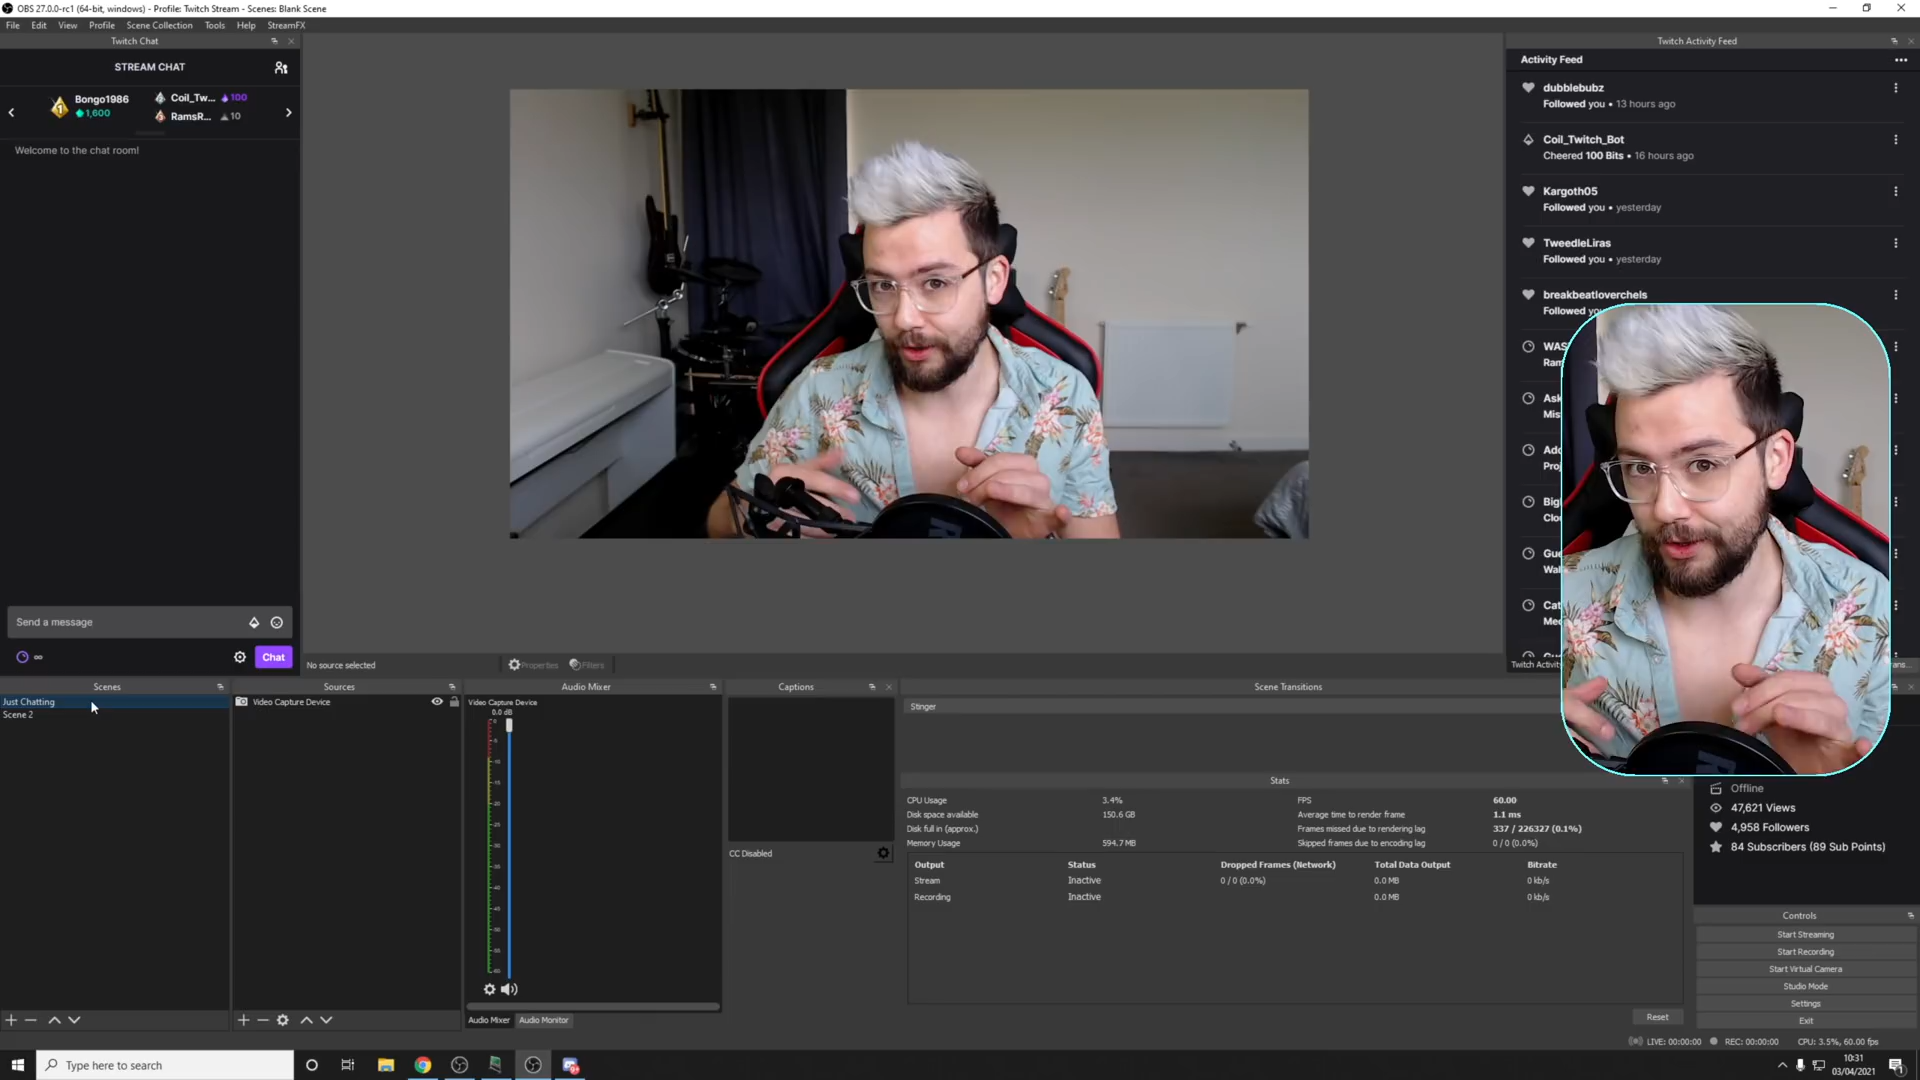 OBS 27.0.0-rc1 (64-bit, windows) - Profile: Twitch Stream - Scenes: Blank Scene
File Edit View Profile Scene Collection Tools Help StreamFX
Twitch Chat
STREAM CHAT
1 Bongo1986 Coil_Tw... 100
1,600 RamsR... 10
Welcome to the chat room!
Send a message
∞ Chat
No source selected Properties Filters
Twitch Activity Feed
Activity Feed
dubblebubz
Followed you • 13 hours ago
Coil_Twitch_Bot
Cheered 100 Bits • 16 hours ago
Kargoth05
Followed you • yesterday
TweedleLiras
Followed you • yesterday
breakbeatloverchels
Followed
Twitch Activity
Scenes
Just Chatting
Scene 2
Sources
Video Capture Device
Audio Mixer
Video Capture Device
0.0 dB
Audio Mixer Audio Monitor
Captions
CC Disabled
Scene Transitions
Stinger
Stats
CPU Usage 3.4% FPS 60.00
Disk space available 150.6 GB Average time to render frame 1.1 ms
Disk full in (approx.) Frames missed due to rendering lag 337 / 226327 (0.1%)
Memory Usage 594.7 MB Skipped frames due to encoding lag 0 / 0 (0.0%)
Output Status Dropped Frames (Network) Total Data Output Bitrate
Stream Inactive 0 / 0 (0.0%) 0.0 MB 0 kb/s
Recording Inactive 0.0 MB 0 kb/s
Reset
Offline
47,621 Views
4,958 Followers
84 Subscribers (89 Sub Points)
Controls
Start Streaming
Start Recording
Start Virtual Camera
Studio Mode
Settings
Exit
LIVE: 00:00:00 REC: 00:00:00 CPU: 3.5%, 60.00 fps
Type here to search
10:31
03/04/2021